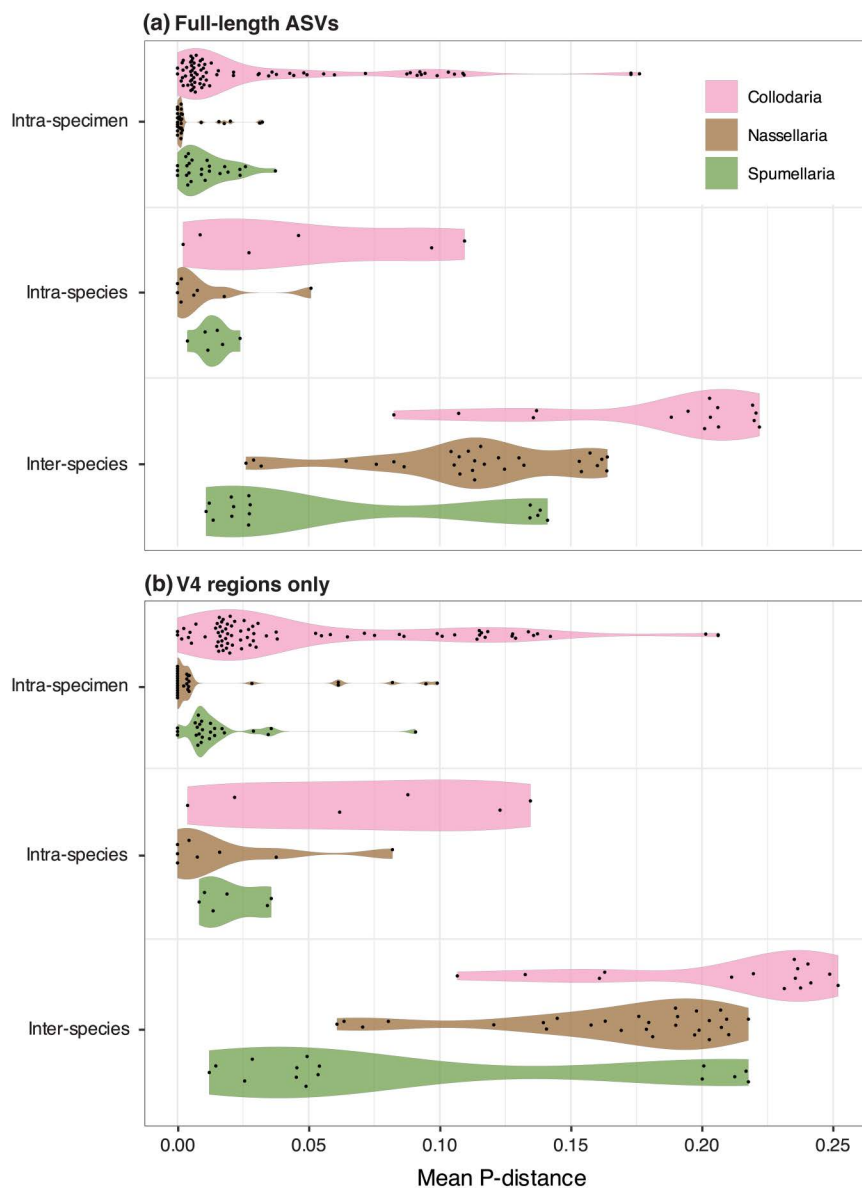 (a) Full-length ASVs
Collodaria
Nassellaria
Spumellaria
Intra-specimen
Intra-species
Inter-species
(b) V4 regions only
Intra-specimen
Intra-species
Inter-species
0.00 0.05 0.10 0.15 0.20 0.25
Mean P-distance